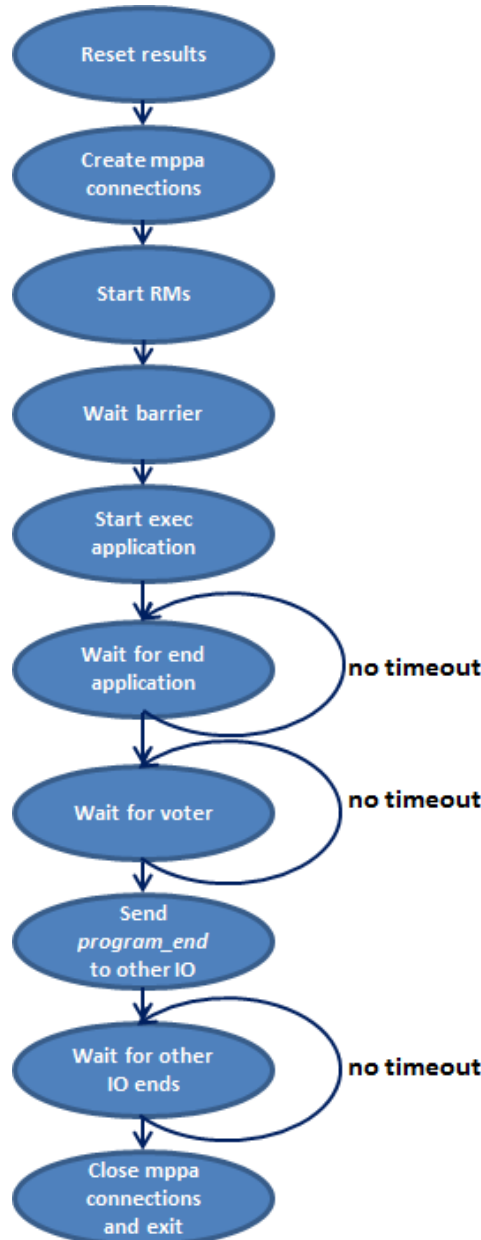 Reset results
Create mppa
connections
Start RMs
Wait barrier
Start exec
application
Wait for end
application
no timeout
Wait for voter
no timeout
Send
program_end
to other IO
Wait for other
IO ends
no timeout
Close mppa
connections
and exit